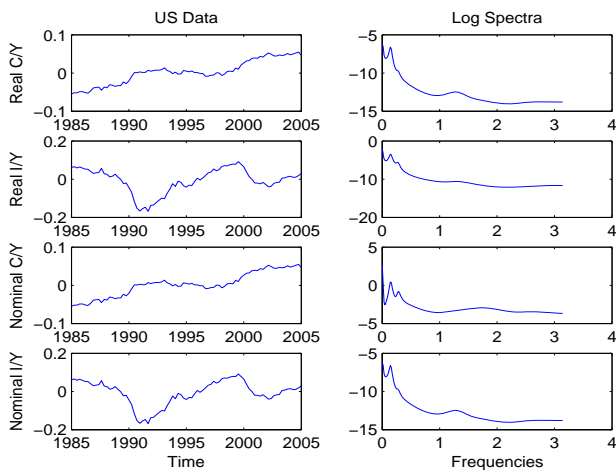 US Data
Log Spectra
Real C/Y
0.1
0
−0.1
1985 1990 1995 2000 2005
−5
−10
−15
0 1 2 3 4
Real I/Y
0.2
0
−0.2
1985 1990 1995 2000 2005
0
−10
−20
0 1 2 3 4
Nominal C/Y
0.1
0
−0.1
1985 1990 1995 2000 2005
5
0
−5
0 1 2 3 4
Nominal I/Y
0.2
0
−0.2
1985 1990 1995 2000 2005
Time
−5
−10
−15
0 1 2 3 4
Frequencies